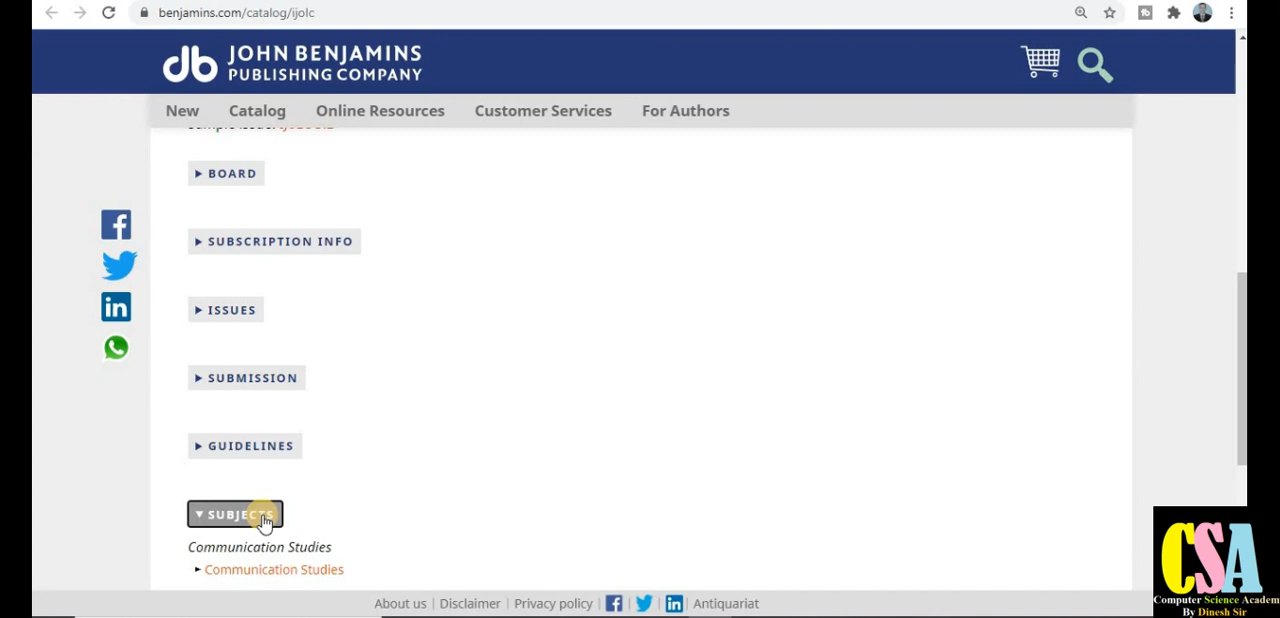 benjamins.com/catalog/ijolc
JOHN BENJAMINS
PUBLISHING COMPANY
New Catalog Online Resources Customer Services For Authors
BOARD
SUBSCRIPTION INFO
ISSUES
SUBMISSION
GUIDELINES
SUBJECTS
Communication Studies
Communication Studies
About us | Disclaimer | Privacy policy | | | | Antiquariat
CSA
Computer Science Academ
By Dinesh Sir